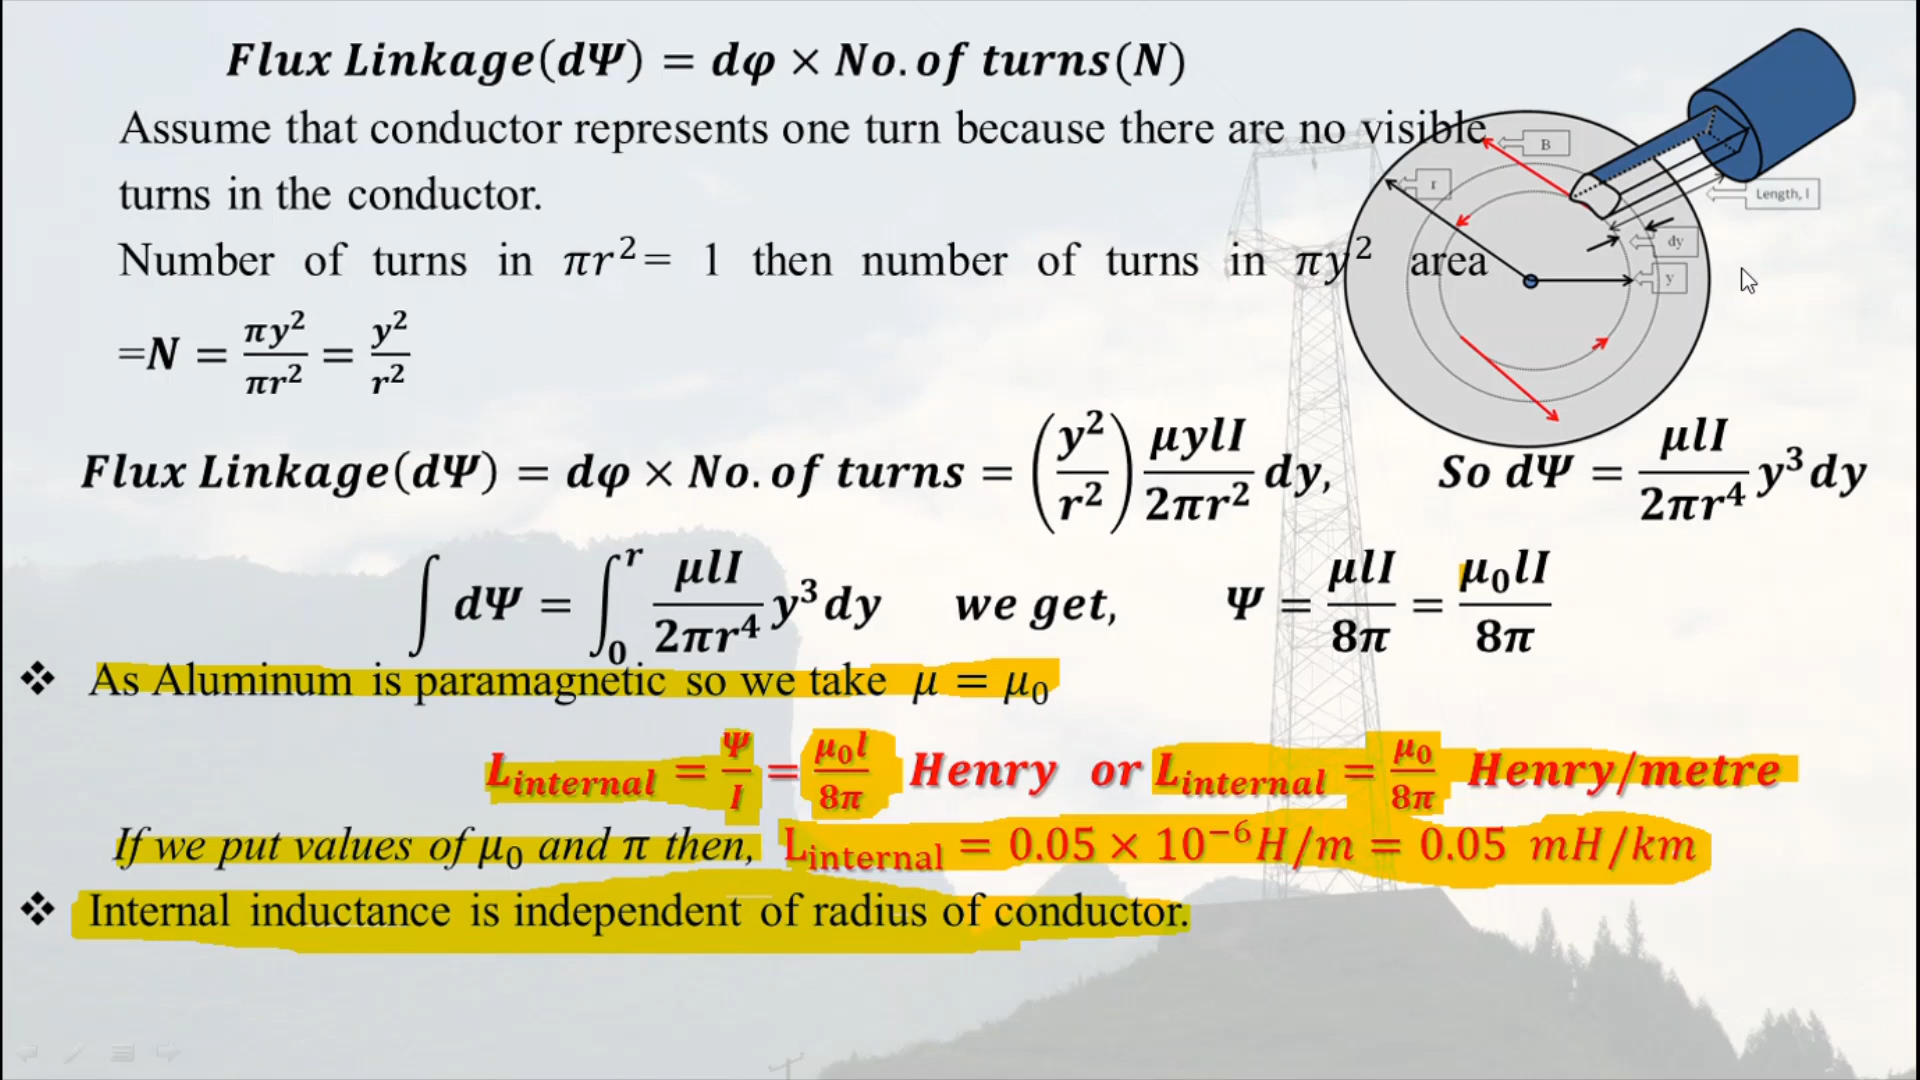 Flux Linkage(dΨ) = dφ × No. of turns(N)
Assume that conductor represents one turn because there are no visible
turns in the conductor.
Number of turns in πr² = 1 then number of turns in πy² area
=N = πy²/πr² = y²/r²
Flux Linkage(dΨ) = dφ × No. of turns = (y²/r²) μylI/2πr² dy, So dΨ = μlI/2πr⁴ y³dy
∫ dΨ = ∫₀ʳ μlI/2πr⁴ y³dy we get, Ψ = μlI/8π = μ₀lI/8π
❖ As Aluminum is paramagnetic so we take μ = μ₀
L_internal = Ψ/I = μ₀l/8π Henry or L_internal = μ₀/8π Henry/metre
If we put values of μ₀ and π then, L_internal = 0.05 × 10⁻⁶H/m = 0.05 mH/km
❖ Internal inductance is independent of radius of conductor.
B
r
Length, l
dy
y